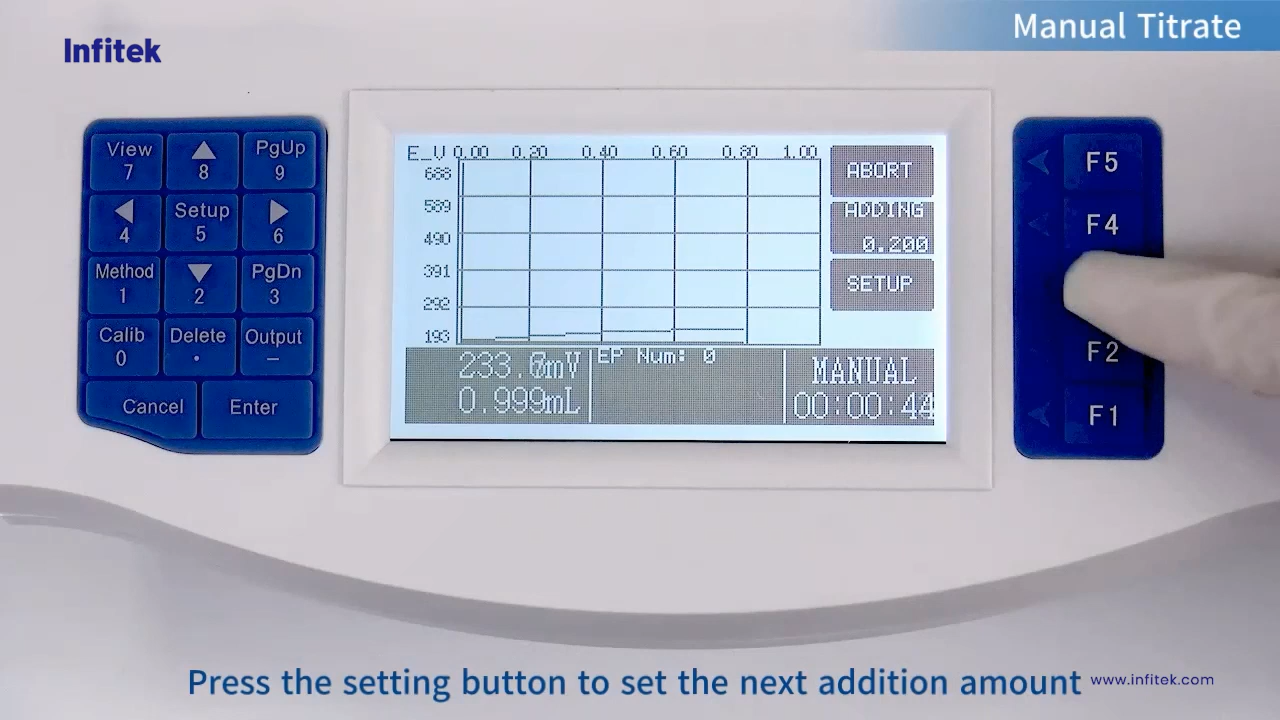 Manual Titrate
Infitek
View
7
8
PgUp
9
4
Setup
5
6
Method
1
2
PgDn
3
Calib
0
Delete
.
Output
—
Cancel
Enter
E_V 0.00 0.20 0.40 0.60 0.80 1.00
688
589
490
391
292
193
ABORT
ADDING
0.200
SETUP
233.0mV
0.999mL
EP Num: 0
MANUAL
00:00:44
F5
F4
F2
F1
Press the setting button to set the next addition amount
www.infitek.com